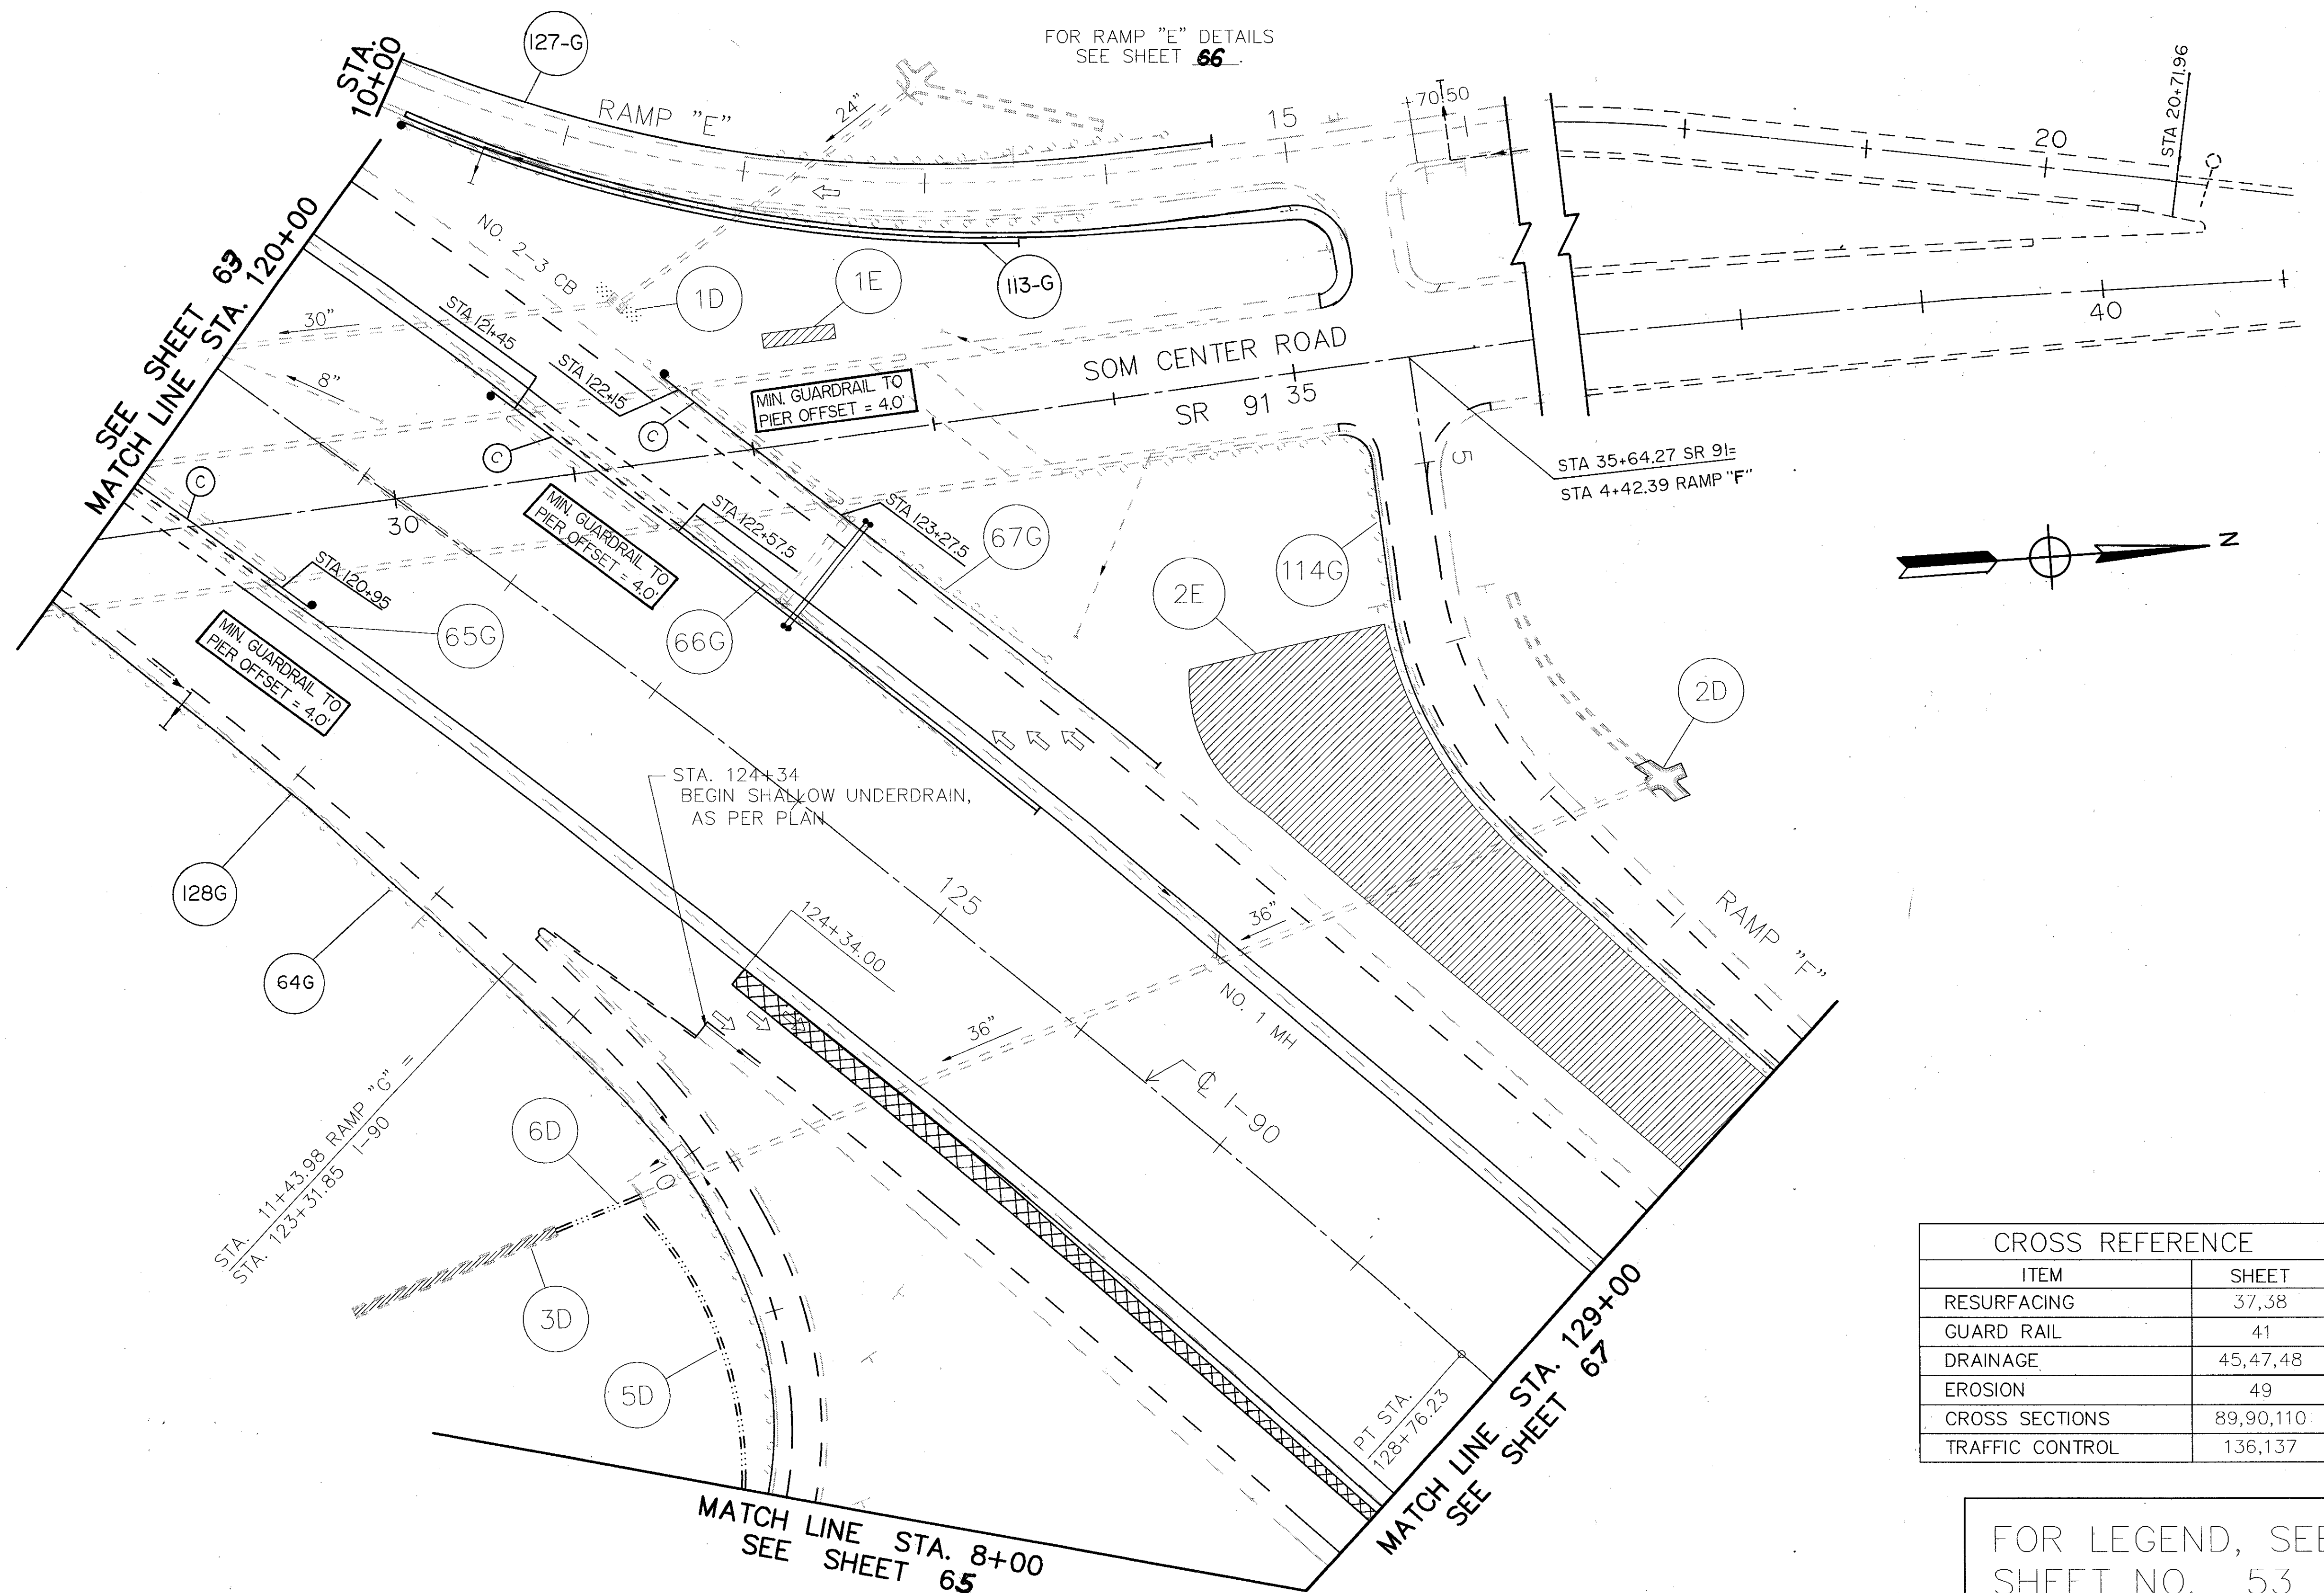 FOR RAMP "E" DETAILS
SEE SHEET 66.
STA.
10+00
127-G
RAMP "E"
24"
15
+70.50
20
STA 20+71.96
NO. 2-3 CB
1D
1E
113-G
SEE SHEET 63
MATCH LINE STA. 120+00
30"
8"
STA 121+45
STA 122+15
C
C
C
MIN. GUARDRAIL TO
PIER OFFSET = 4.0'
SOM CENTER ROAD
SR 91
35
40
5
STA 35+64.27 SR 91=
STA 4+42.39 RAMP "F"
N
30
MIN. GUARDRAIL TO
PIER OFFSET = 4.0'
STA 122+57.5
STA 123+27.5
67G
66G
114G
2E
2D
STA 120+95
65G
MIN. GUARDRAIL TO
PIER OFFSET = 4.0'
STA. 124+34
BEGIN SHALLOW UNDERDRAIN,
AS PER PLAN
128G
64G
124+34.00
125
36"
36"
NO. 1 MH
RAMP "F"
℄ I-90
STA. 11+43.98 RAMP "G" =
STA. 123+31.85 I-90
6D
10
3D
5D
PT STA.
128+76.23
MATCH LINE STA. 129+00
SEE SHEET 67
MATCH LINE STA. 8+00
SEE SHEET 65
CROSS REFERENCE
ITEM SHEET
RESURFACING 37,38
GUARD RAIL 41
DRAINAGE 45,47,48
EROSION 49
CROSS SECTIONS 89,90,110
TRAFFIC CONTROL 136,137
FOR LEGEND, SEE
SHEET NO. 53